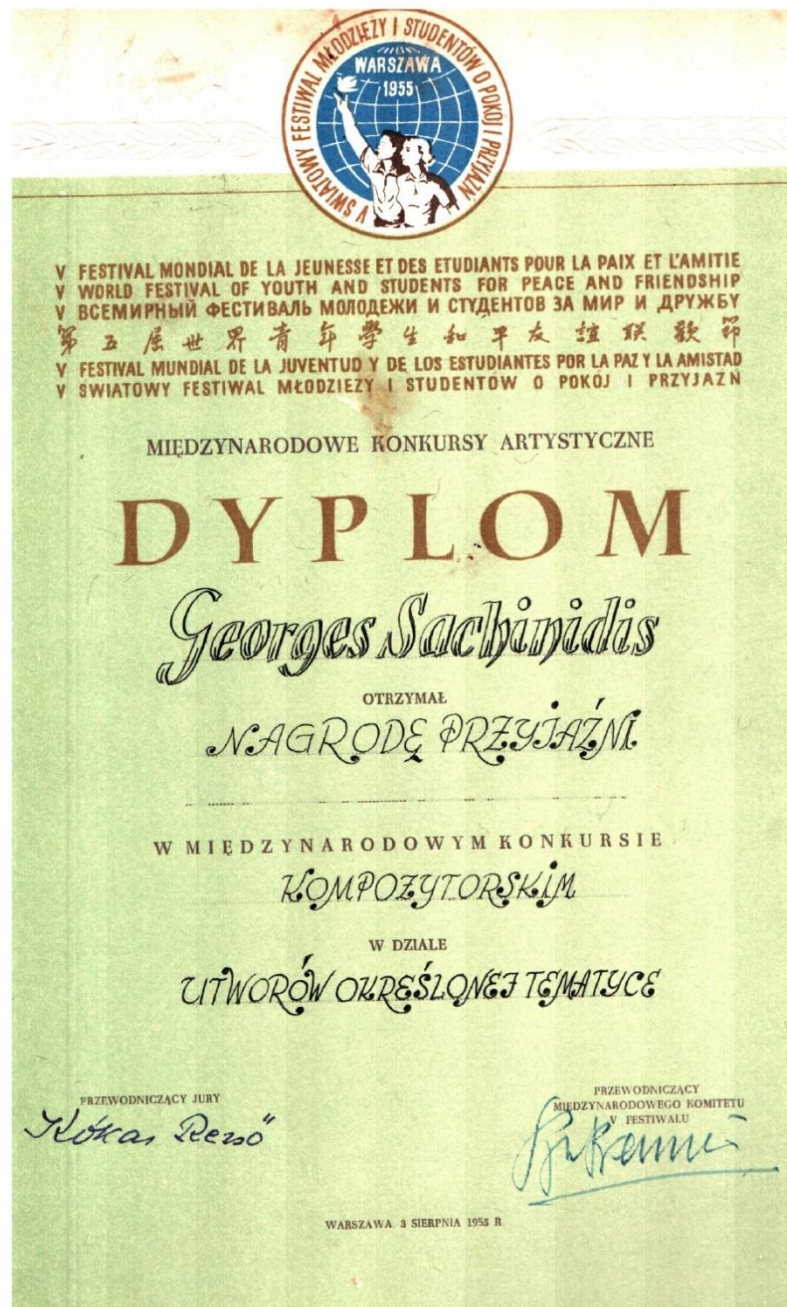 V ŚWIATOWY FESTIWAL MŁODZIEŻY I STUDENTÓW O POKÓJ I PRZYJAŹŃ
WARSZAWA
1955
V FESTIVAL MONDIAL DE LA JEUNESSE ET DES ETUDIANTS POUR LA PAIX ET L'AMITIE
V WORLD FESTIVAL OF YOUTH AND STUDENTS FOR PEACE AND FRIENDSHIP
V ВСЕМИРНЫЙ ФЕСТИВАЛЬ МОЛОДЕЖИ И СТУДЕНТОВ ЗА МИР И ДРУЖБУ
第五届世界青年學生和平友誼联歡節
V FESTIVAL MUNDIAL DE LA JUVENTUD Y DE LOS ESTUDIANTES POR LA PAZ Y LA AMISTAD
V ŚWIATOWY FESTIWAL MŁODZIEŻY I STUDENTÓW O POKÓJ I PRZYJAŹŃ
MIĘDZYNARODOWE KONKURSY ARTYSTYCZNE
DYPLOM
Georges Sachinidis
OTRZYMAŁ
NAGRODĘ PRZYJAŹNI
W MIĘDZYNARODOWYM KONKURSIE
KOMPOZYTORSKIM
W DZIALE
UTWORÓW OKREŚLONEJ TEMATYCE
PRZEWODNICZĄCY JURY
Kókai Rezső
PRZEWODNICZĄCY
MIĘDZYNARODOWEGO KOMITETU
V FESTIWALU
WARSZAWA 3 SIERPNIA 1955 R